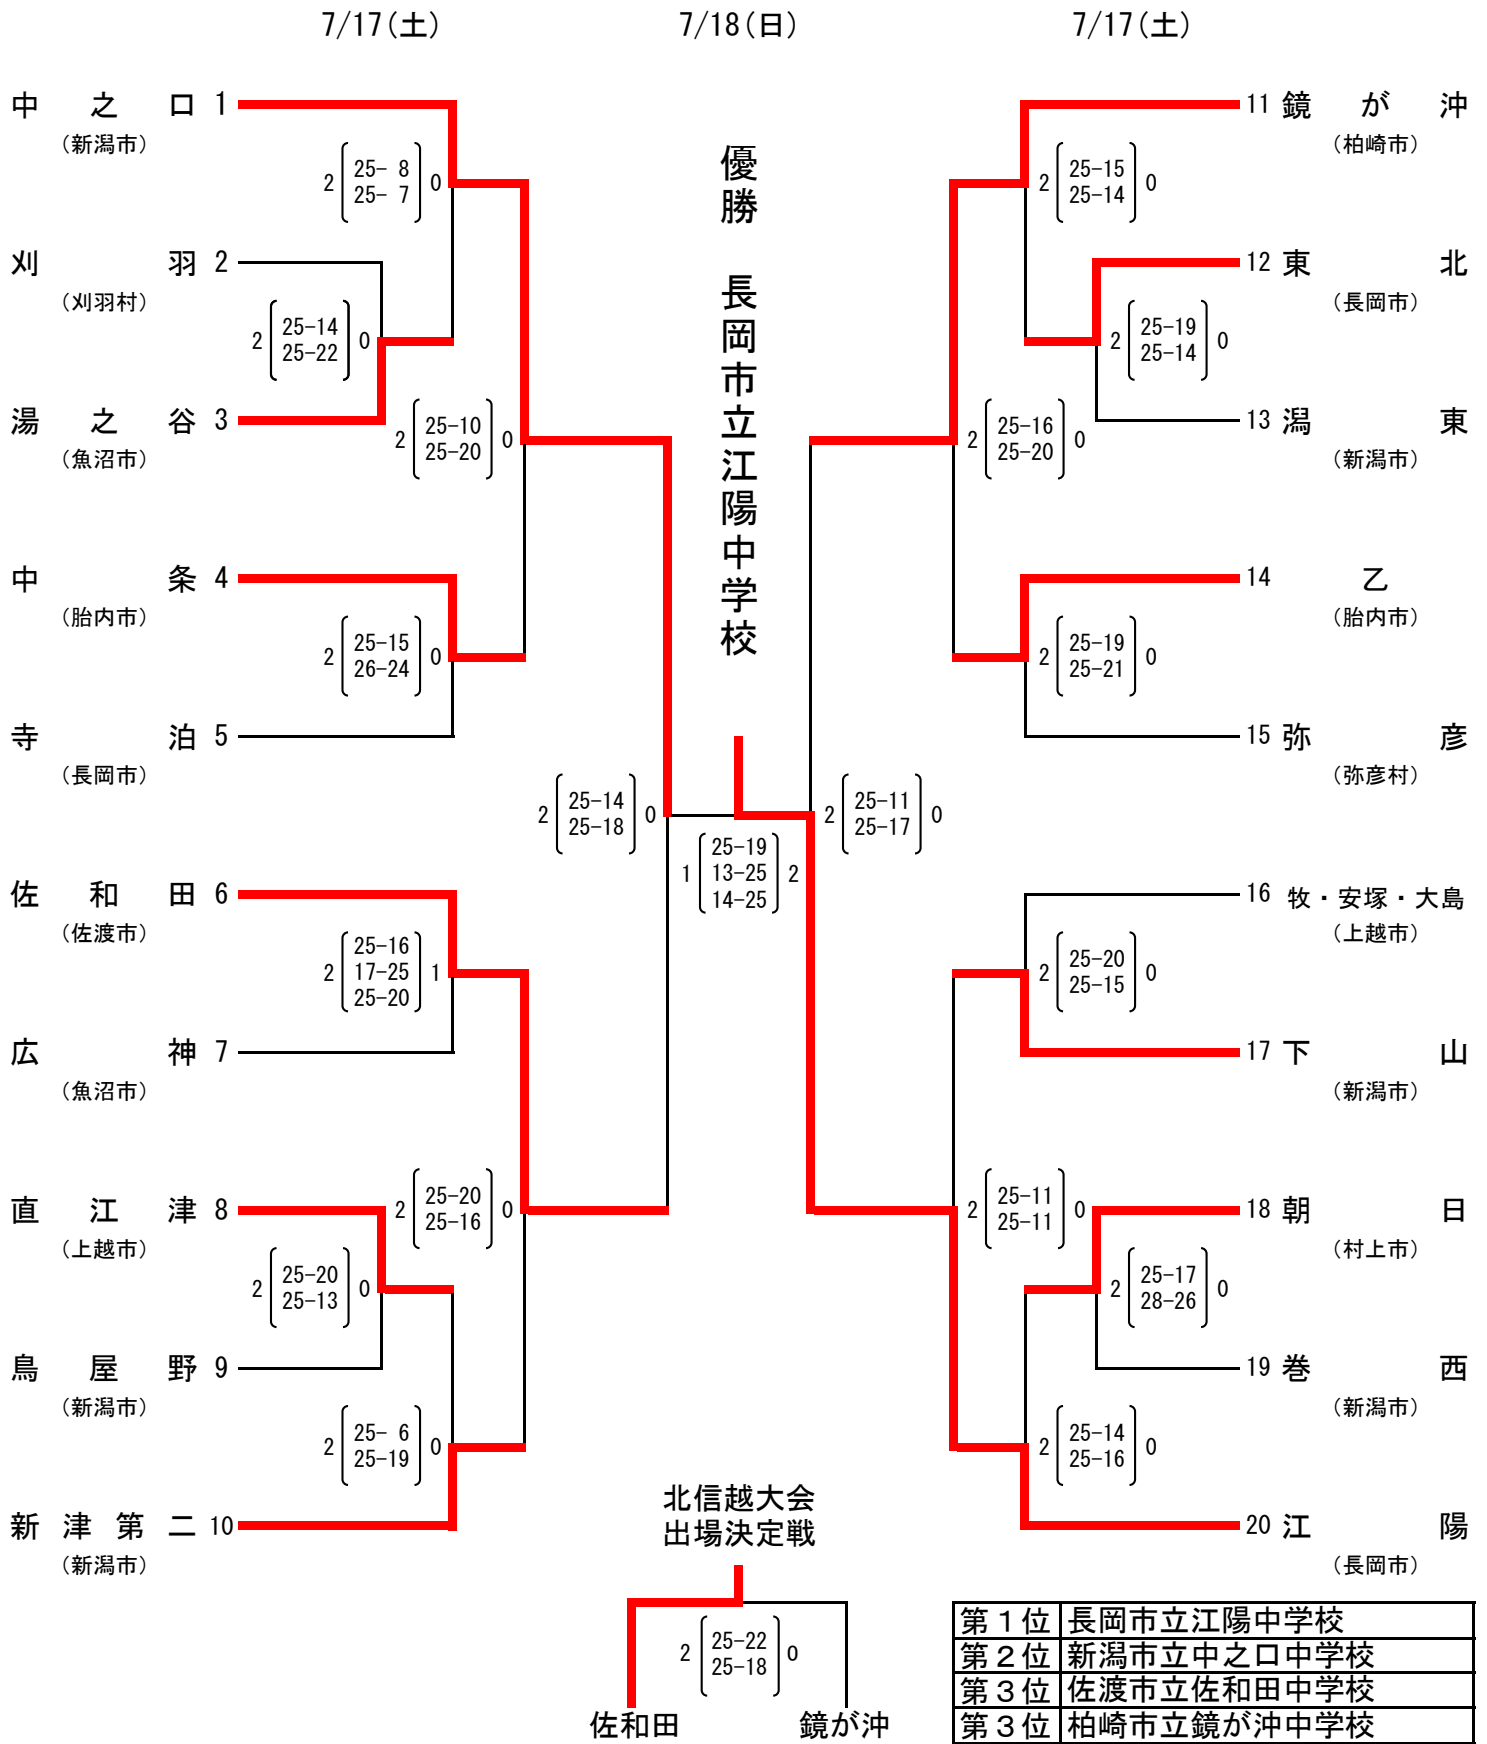 7/17(土) 7/18(日) 7/17(土)
優勝 長岡市立江陽中学校
中之口 1
(新潟市)
2 25- 8 0
25- 7
刈羽 2
(刈羽村)
2 25-14 0
25-22
湯之谷 3
(魚沼市)
2 25-10 0
25-20
中条 4
(胎内市)
2 25-15 0
26-24
寺泊 5
(長岡市)
2 25-14 0
25-18
佐和田 6
(佐渡市)
2 25-16 1
17-25
25-20
広神 7
(魚沼市)
直江津 8
(上越市)
2 25-20 0
25-16
2 25-20 0
25-13
鳥屋野 9
(新潟市)
2 25- 6 0
25-19
新津第二 10
(新潟市)
1 25-19 2
13-25
14-25
11 鏡が沖
(柏崎市)
2 25-15 0
25-14
12 東北
(長岡市)
2 25-19 0
25-14
13 潟東
(新潟市)
2 25-16 0
25-20
14 乙
(胎内市)
2 25-19 0
25-21
15 弥彦
(弥彦村)
2 25-11 0
25-17
16 牧・安塚・大島
(上越市)
2 25-20 0
25-15
17 下山
(新潟市)
2 25-11 0
25-11
18 朝日
(村上市)
2 25-17 0
28-26
19 巻西
(新潟市)
2 25-14 0
25-16
20 江陽
(長岡市)
北信越大会
出場決定戦
2 25-22 0
25-18
佐和田 鏡が沖
第1位 長岡市立江陽中学校
第2位 新潟市立中之口中学校
第3位 佐渡市立佐和田中学校
第3位 柏崎市立鏡が沖中学校